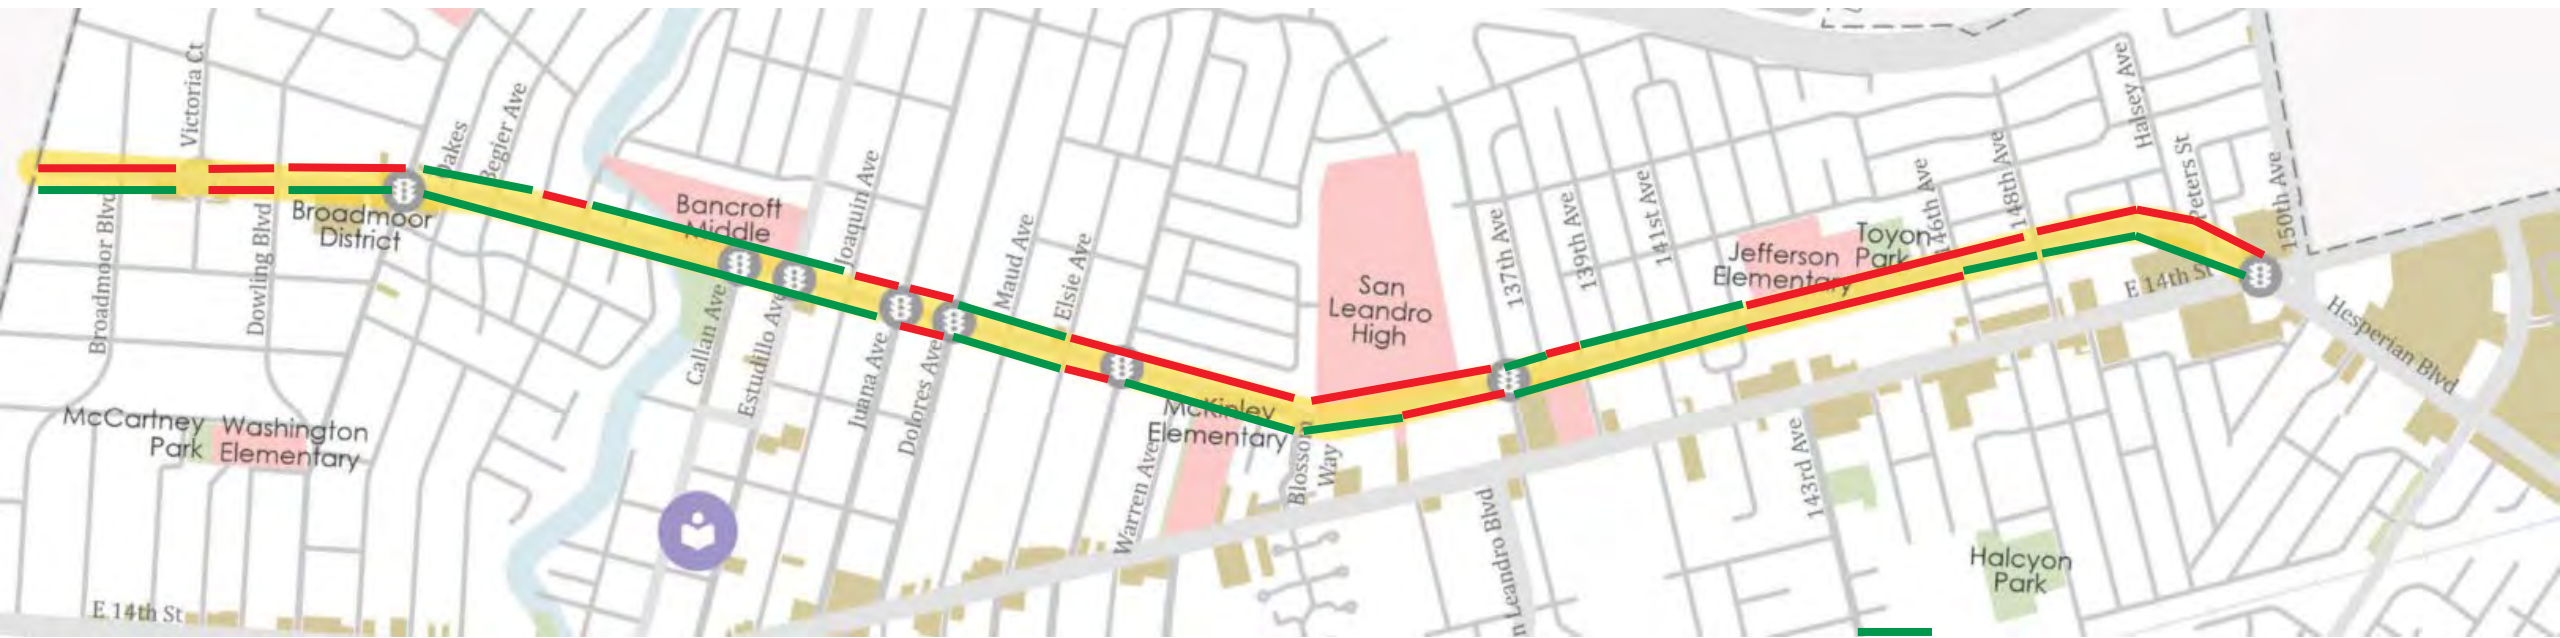 Victoria Ct
Oakes
Begier Ave
Broadmoor Blvd
Dowling Blvd
Broadmoor
District
McCartney
Park
Washington
Elementary
E 14th St
Bancroft
Middle
Joaquin Ave
Callan Ave
Estudillo Ave
Juana Ave
Dolores Ave
Maud Ave
Elsie Ave
Warren Ave
McKinley
Elementary
Blossom
Way
San
Leandro
High
137th Ave
139th Ave
141st Ave
n Leandro Blvd
143rd Ave
Jefferson
Elementary
Toyon
Park
146th Ave
148th Ave
Halsey Ave
Peters St
150th Ave
E 14th St
Hesperian Blvd
Halcyon
Park